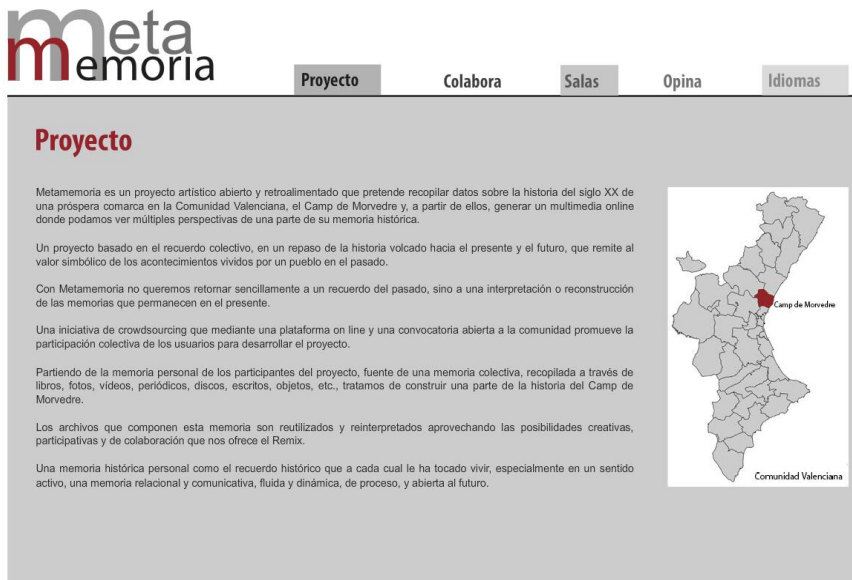 Meta
memoria
Proyecto Colabora Salas Opina Idiomas
Proyecto
Metamemoria es un proyecto artístico abierto y retroalimentado que pretende recopilar datos sobre la historia del siglo XX de
una próspera comarca en la Comunidad Valenciana, el Camp de Morvedre y, a partir de ellos, generar un multimedia online
donde podamos ver múltiples perspectivas de una parte de su memoria histórica.
Un proyecto basado en el recuerdo colectivo, en un repaso de la historia volcado hacia el presente y el futuro, que remite al
valor simbólico de los acontecimientos vividos por un pueblo en el pasado.
Con Metamemoria no queremos retornar sencillamente a un recuerdo del pasado, sino a una interpretación o reconstrucción
de las memorias que permanecen en el presente.
Una iniciativa de crowdsourcing que mediante una plataforma on line y una convocatoria abierta a la comunidad promueve la
participación colectiva de los usuarios para desarrollar el proyecto.
Partiendo de la memoria personal de los participantes del proyecto, fuente de una memoria colectiva, recopilada a través de
libros, fotos, vídeos, periódicos, discos, escritos, objetos, etc., tratamos de construir una parte de la historia del Camp de
Morvedre.
Los archivos que componen esta memoria son reutilizados y reinterpretados aprovechando las posibilidades creativas,
participativas y de colaboración que nos ofrece el Remix.
Una memoria histórica personal como el recuerdo histórico que a cada cual le ha tocado vivir, especialmente en un sentido
activo, una memoria relacional y comunicativa, fluida y dinámica, de proceso, y abierta al futuro.
Camp de Morvedre
Comunidad Valenciana